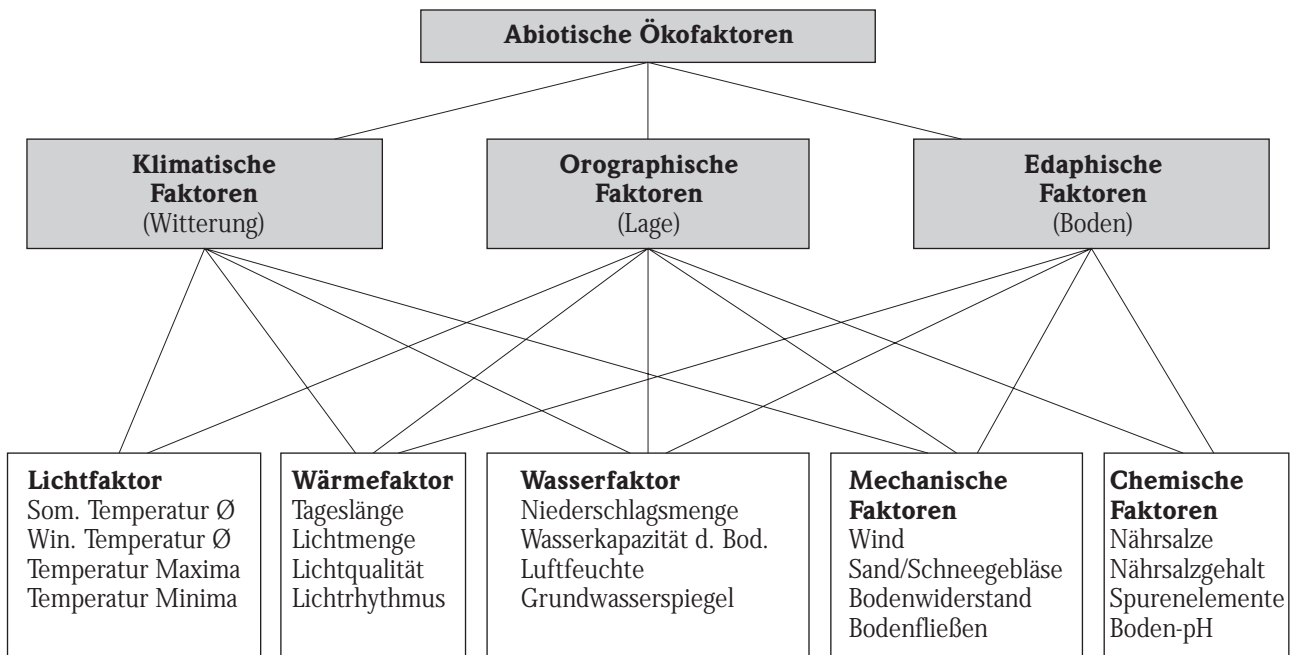 Abiotische Ökofaktoren
Klimatische
Faktoren
(Witterung)
Orographische
Faktoren
(Lage)
Edaphische
Faktoren
(Boden)
Lichtfaktor
Som. Temperatur Ø
Win. Temperatur Ø
Temperatur Maxima
Temperatur Minima
Wärmefaktor
Tageslänge
Lichtmenge
Lichtqualität
Lichtrhythmus
Wasserfaktor
Niederschlagsmenge
Wasserkapazität d. Bod.
Luftfeuchte
Grundwasserspiegel
Mechanische
Faktoren
Wind
Sand/Schneegebläse
Bodenwiderstand
Bodenfließen
Chemische
Faktoren
Nährsalze
Nährsalzgehalt
Spurenelemente
Boden-pH